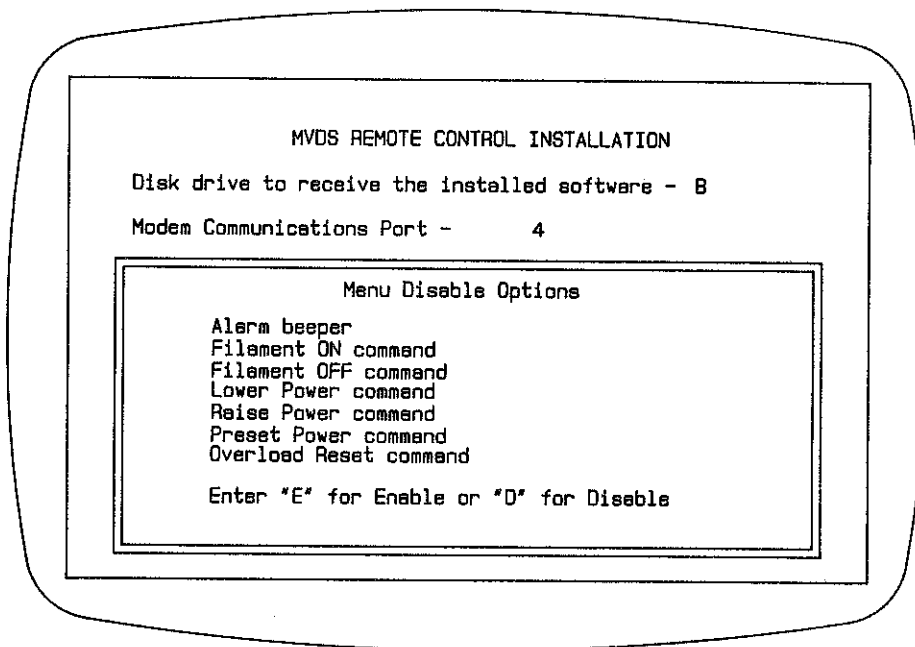 MVDS REMOTE CONTROL INSTALLATION
Disk drive to receive the installed software - B
Modem Communications Port - 4
Menu Disable Options
Alarm beeper
Filament ON command
Filament OFF command
Lower Power command
Raise Power command
Preset Power command
Overload Reset command
Enter "E" for Enable or "D" for Disable